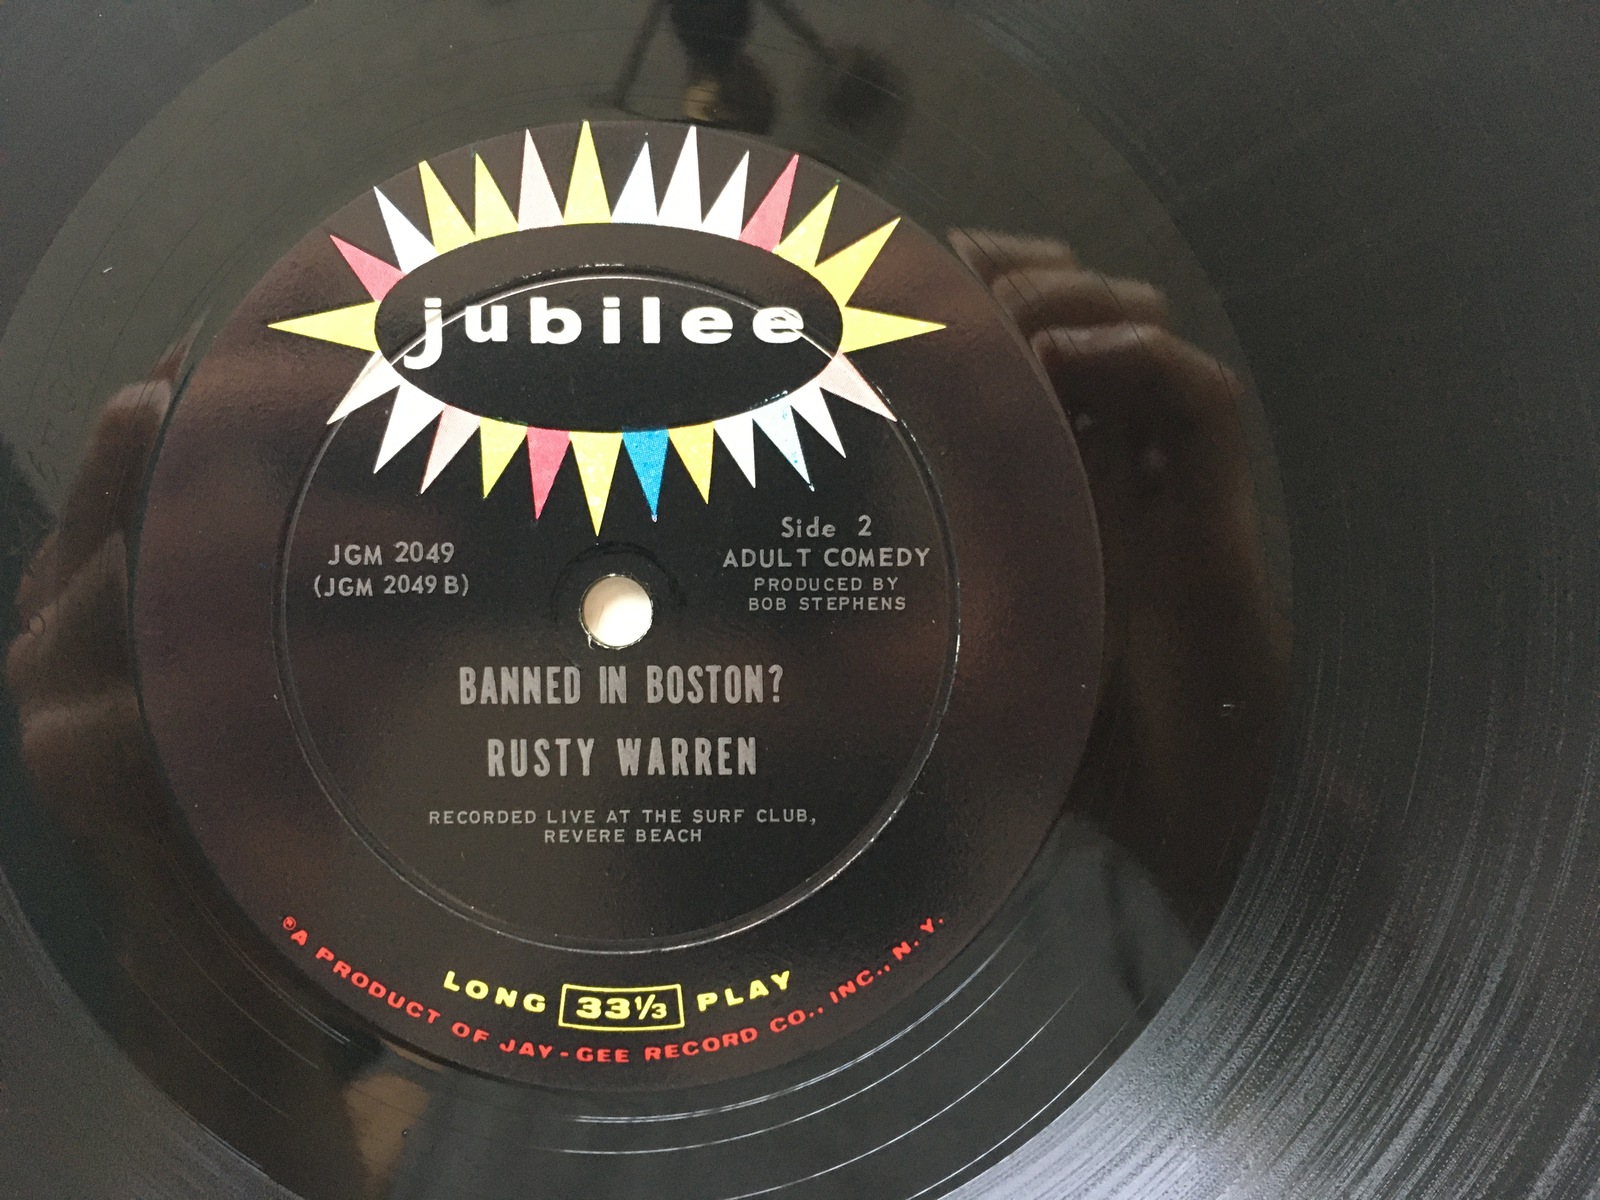 jubilee
JGM 2049
(JGM 2049 B)
Side 2
ADULT COMEDY
PRODUCED BY
BOB STEPHENS
BANNED IN BOSTON?
RUSTY WARREN
RECORDED LIVE AT THE SURF CLUB,
REVERE BEACH
LONG 33⅓ PLAY
®A PRODUCT OF JAY-GEE RECORD CO., INC., N. Y.